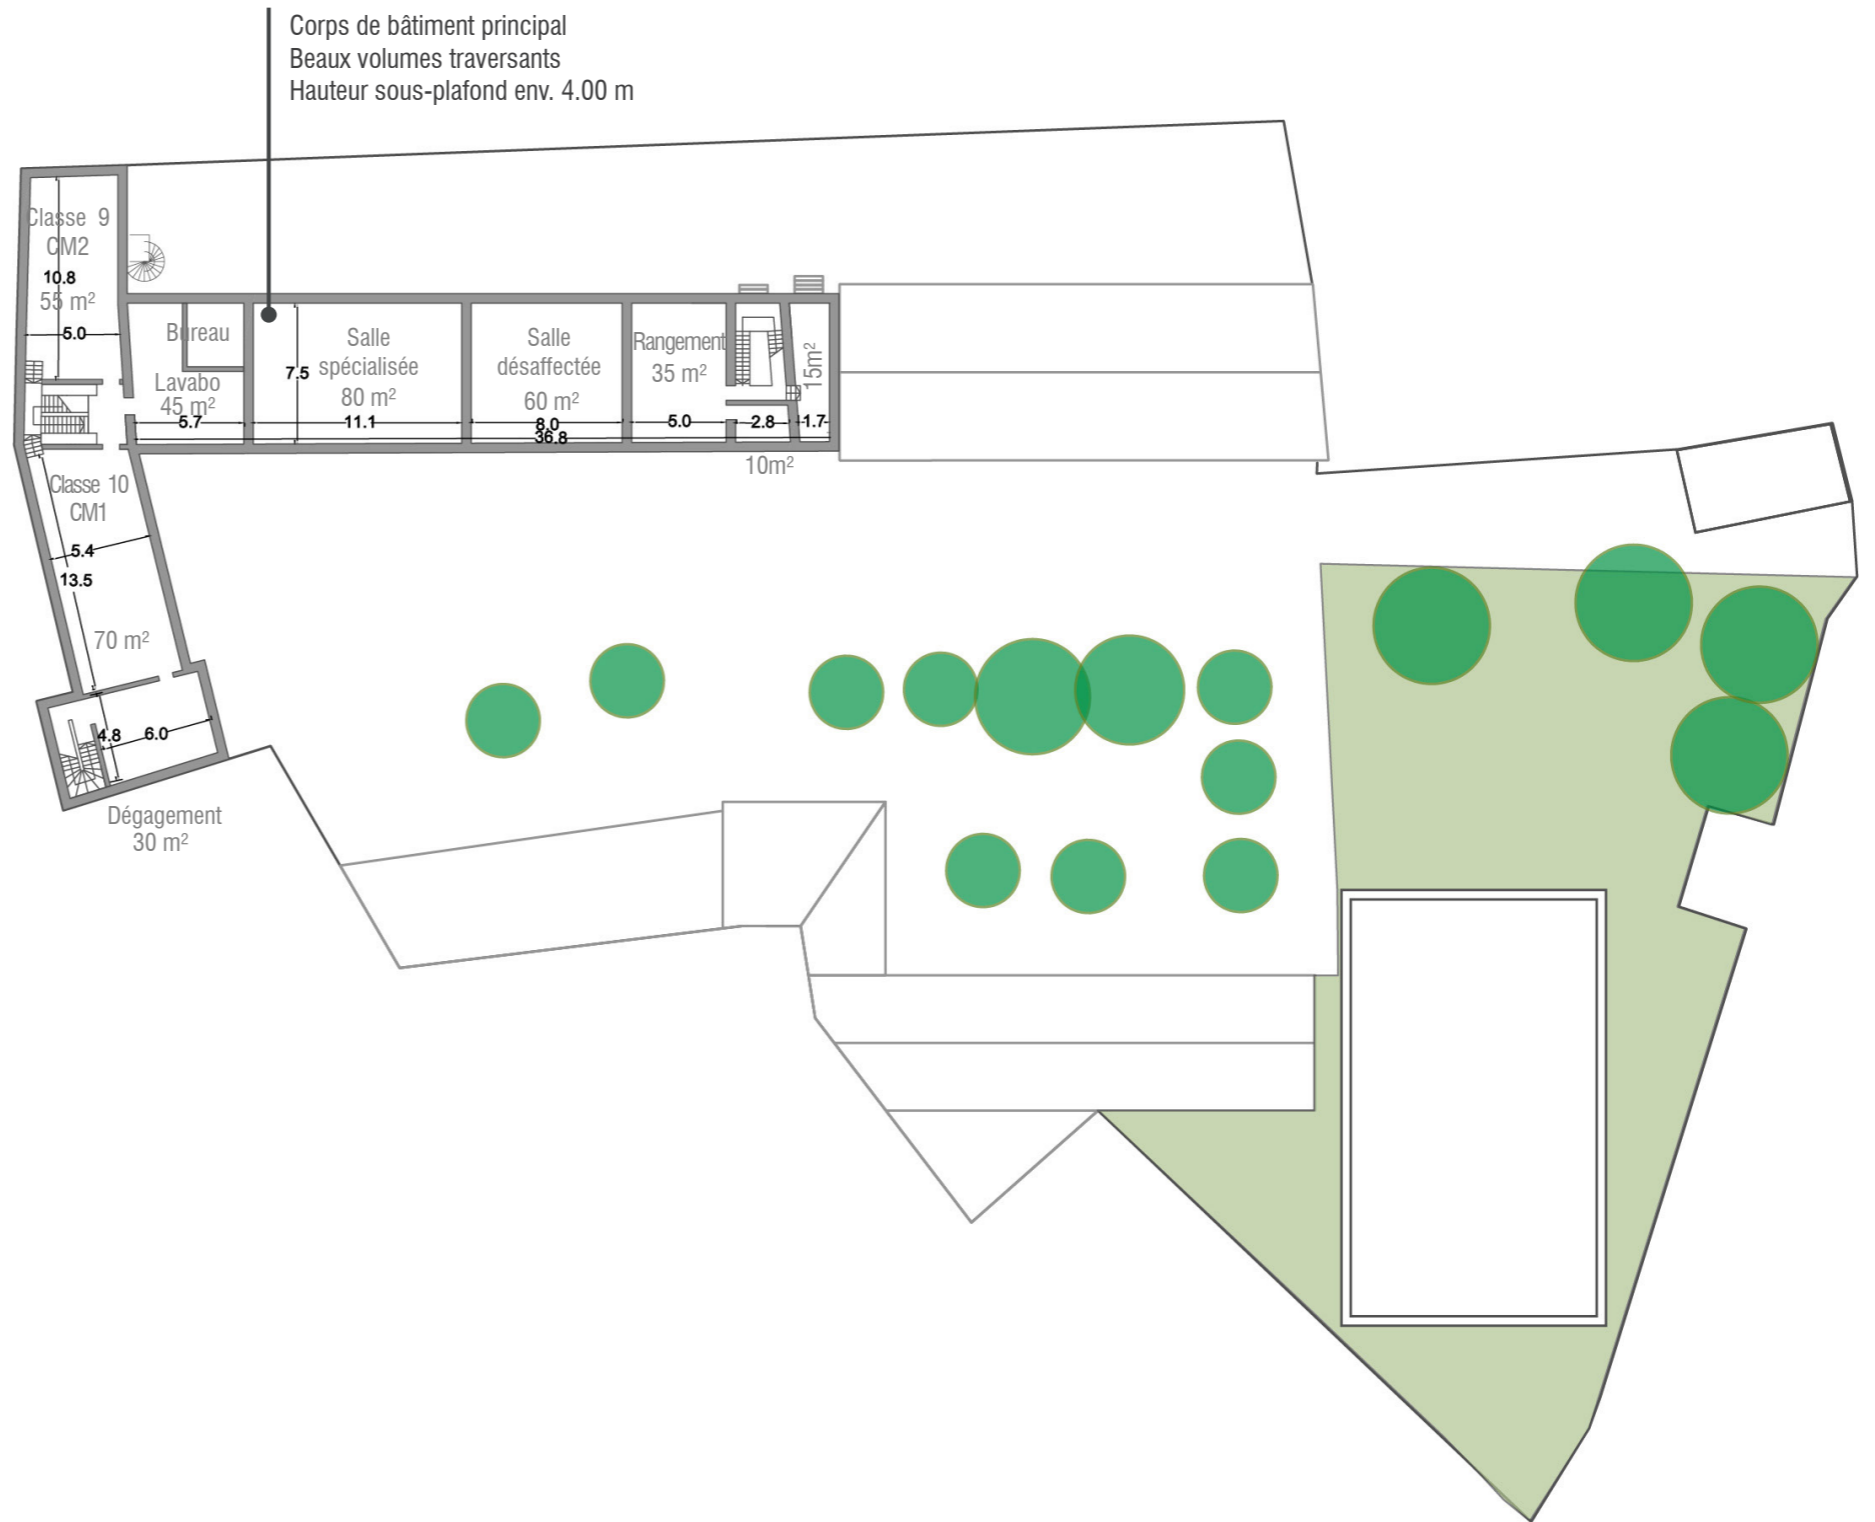 Corps de bâtiment principal
Beaux volumes traversants
Hauteur sous-plafond env. 4.00 m
Classe 9
CM2
10.8
55 m²
5.0
Bureau
Lavabo
45 m²
5.7
7.5
Salle
spécialisée
80 m²
11.1
Salle
désaffectée
60 m²
8.0
36.8
Rangement
35 m²
5.0
2.8
15m²
1.7
10m²
Classe 10
CM1
5.4
13.5
70 m²
4.8
6.0
Dégagement
30 m²